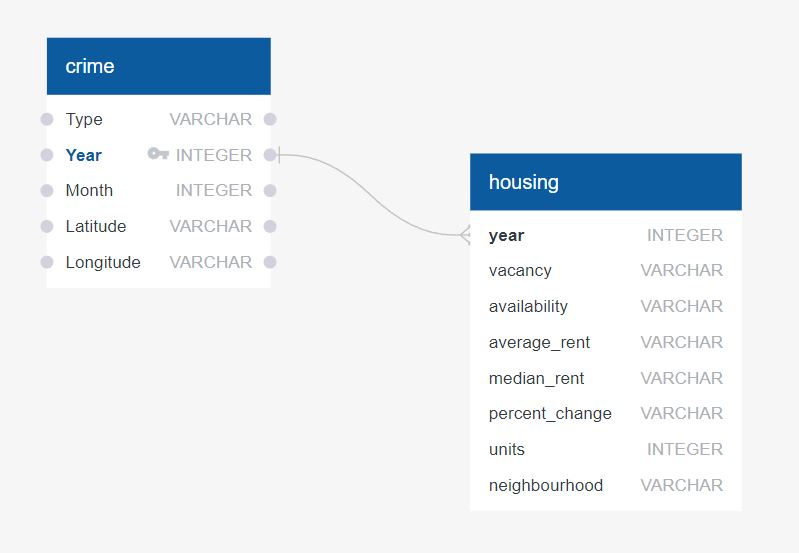 crime
Type VARCHAR
Year INTEGER
Month INTEGER
Latitude VARCHAR
Longitude VARCHAR
housing
year INTEGER
vacancy VARCHAR
availability VARCHAR
average_rent VARCHAR
median_rent VARCHAR
percent_change VARCHAR
units INTEGER
neighbourhood VARCHAR